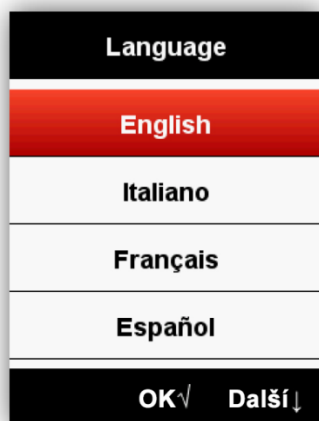 Language
English
Italiano
Français
Español
OK√ Další↓